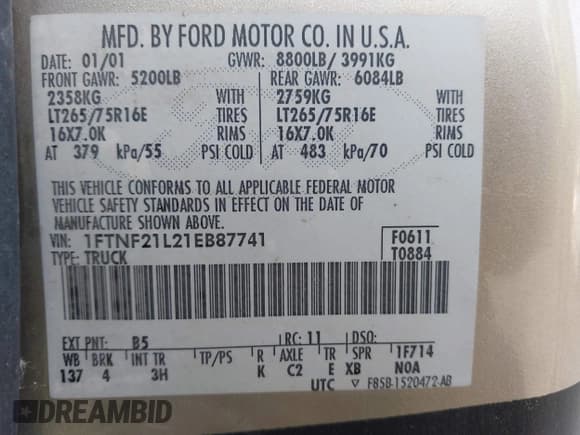 MFD. BY FORD MOTOR CO. IN U.S.A.
DATE: 01/01 GVWR: 8800LB/ 3991KG
FRONT GAWR: 5200LB REAR GAWR: 6084LB
2358KG WITH 2759KG WITH
LT265/75R16E TIRES LT265/75R16E TIRES
16X7.0K RIMS 16X7.0K RIMS
AT 379 kPa/55 PSI COLD AT 483 kPa/70 PSI COLD
THIS VEHICLE CONFORMS TO ALL APPLICABLE FEDERAL MOTOR
VEHICLE SAFETY STANDARDS IN EFFECT ON THE DATE OF
MANUFACTURE SHOWN ABOVE.
VIN: 1FTNF21L21EB87741 F0611
TYPE: TRUCK T0884
EXT PNT: B5 RC: 11 DSO:
WB BRK INT TR TP/PS R AXLE TR SPR 1F714
137 4 3H K C2 E XB NOA
UTC ▽ F85B-1520472-AB
DREAMBID